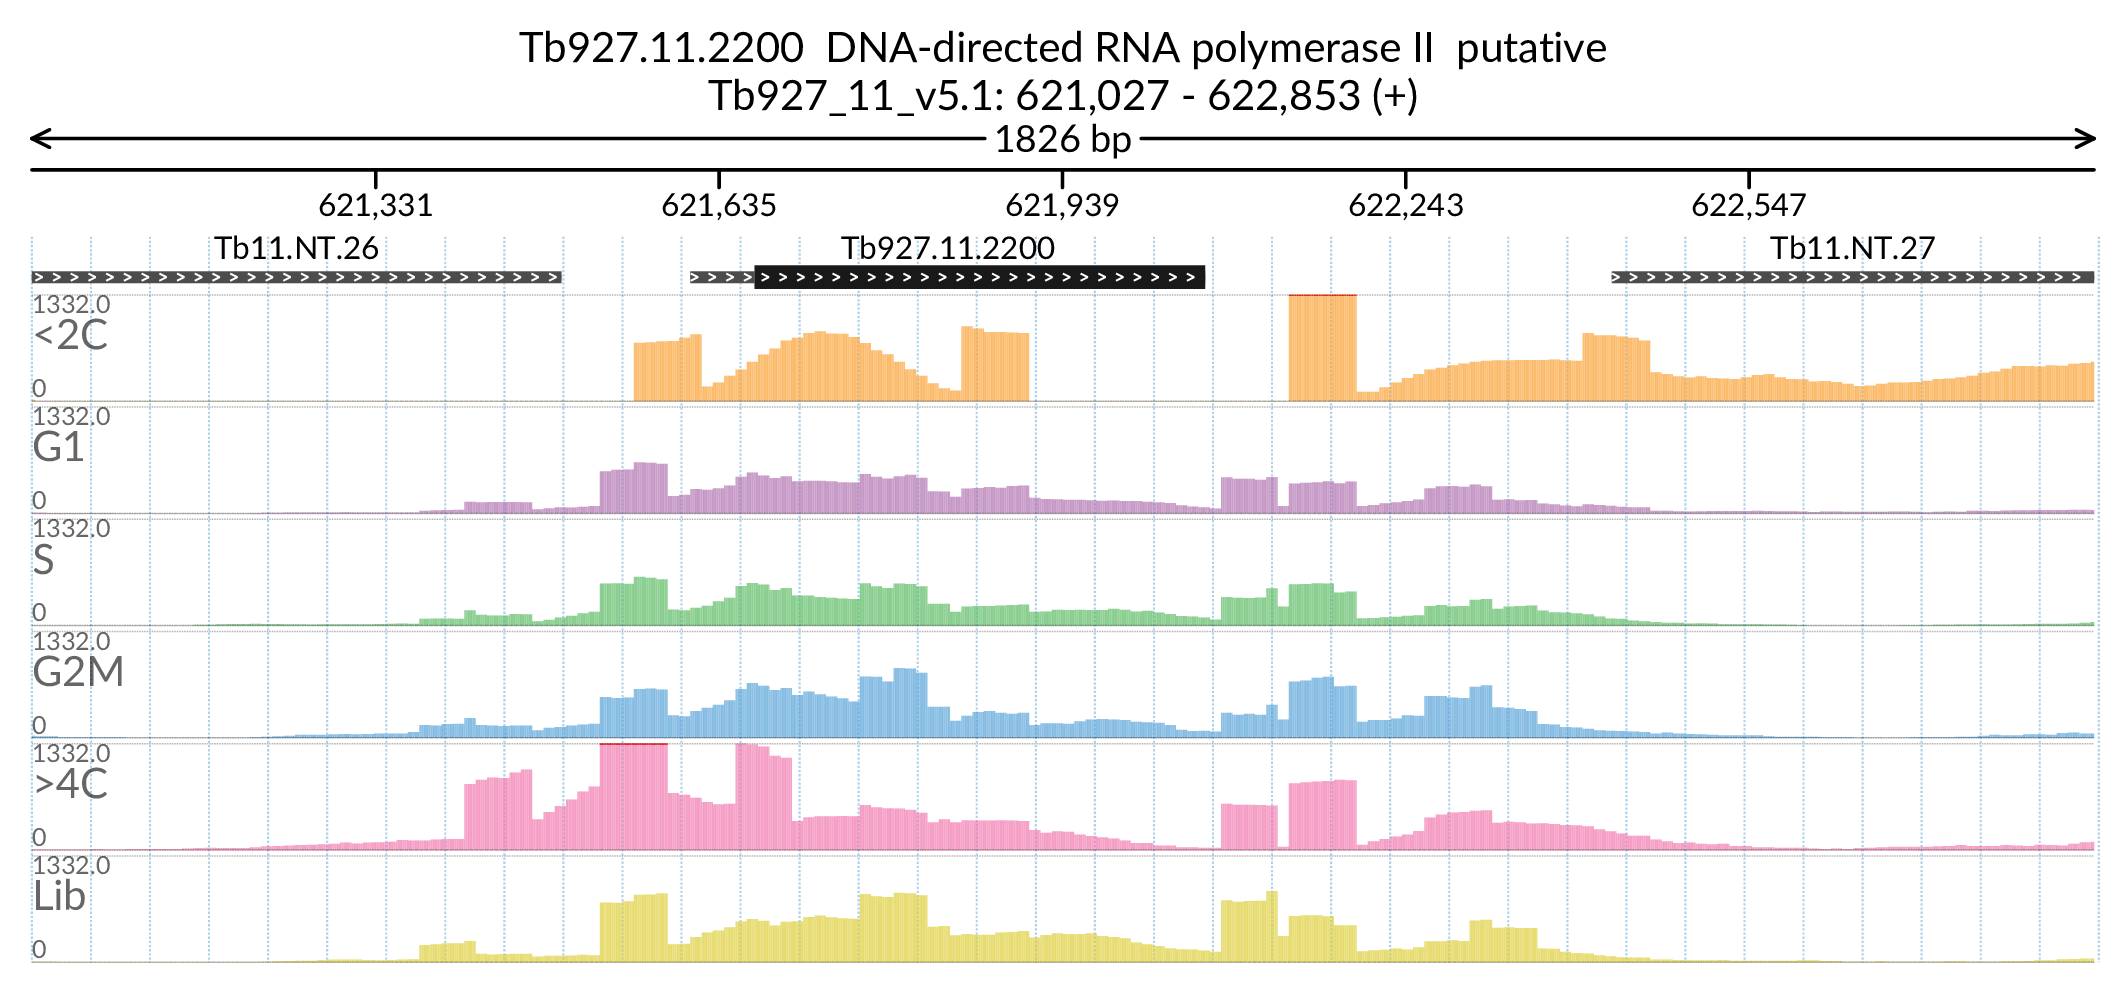 Tb927.11.2200  DNA-directed RNA polymerase II  putative
Tb927_11_v5.1: 621,027 - 622,853 (+)
1826 bp
621,331 621,635 621,939 622,243 622,547
Tb11.NT.26 Tb927.11.2200 Tb11.NT.27
1332.0
<2C
0
1332.0
G1
0
1332.0
S
0
1332.0
G2M
0
1332.0
>4C
0
1332.0
Lib
0